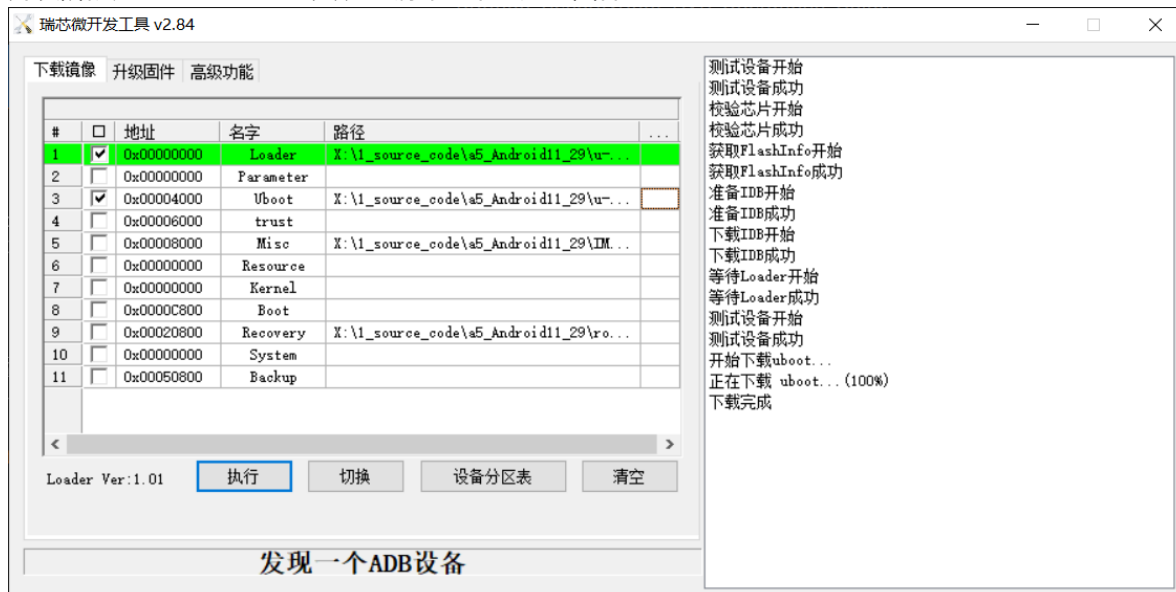 瑞芯微开发工具 v2.84
下载镜像 升级固件 高级功能
# 地址 名字 路径 ...
1 0x00000000 Loader X:\1_source_code\a5_Android11_29\u-...
2 0x00000000 Parameter
3 0x00004000 Uboot X:\1_source_code\a5_Android11_29\u-...
4 0x00006000 trust
5 0x00008000 Misc X:\1_source_code\a5_Android11_29\IM...
6 0x00000000 Resource
7 0x00000000 Kernel
8 0x0000C800 Boot
9 0x00020800 Recovery X:\1_source_code\a5_Android11_29\ro...
10 0x00000000 System
11 0x00050800 Backup
Loader Ver:1.01 执行 切换 设备分区表 清空
发现一个ADB设备
测试设备开始
测试设备成功
校验芯片开始
校验芯片成功
获取FlashInfo开始
获取FlashInfo成功
准备IDB开始
准备IDB成功
下载IDB开始
下载IDB成功
等待Loader开始
等待Loader成功
测试设备开始
测试设备成功
开始下载uboot...
正在下载 uboot...(100%)
下载完成